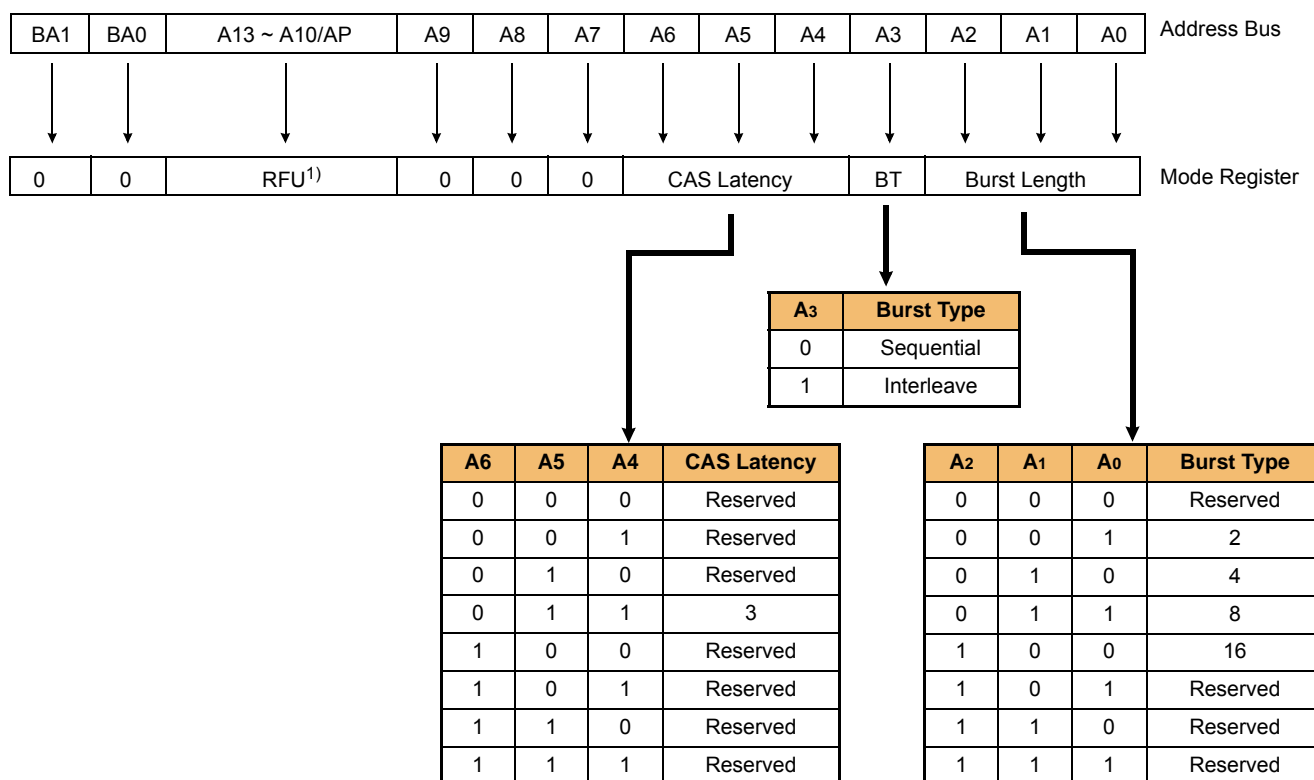 BA1 BA0 A13 ~ A10/AP A9 A8 A7 A6 A5 A4 A3 A2 A1 A0 Address Bus
0 0 RFU1) 0 0 0 CAS Latency BT Burst Length Mode Register
A3 Burst Type
0 Sequential
1 Interleave
A6 A5 A4 CAS Latency
0 0 0 Reserved
0 0 1 Reserved
0 1 0 Reserved
0 1 1 3
1 0 0 Reserved
1 0 1 Reserved
1 1 0 Reserved
1 1 1 Reserved
A2 A1 A0 Burst Type
0 0 0 Reserved
0 0 1 2
0 1 0 4
0 1 1 8
1 0 0 16
1 0 1 Reserved
1 1 0 Reserved
1 1 1 Reserved